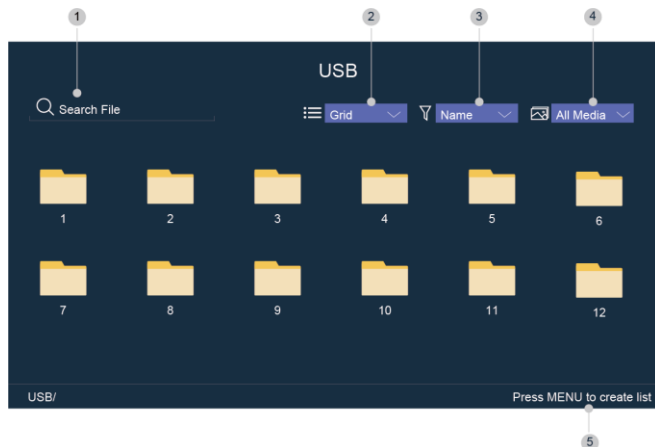 1 2 3 4
USB
Search File Grid Name All Media
1 2 3 4 5 6
7 8 9 10 11 12
USB/ Press MENU to create list
5